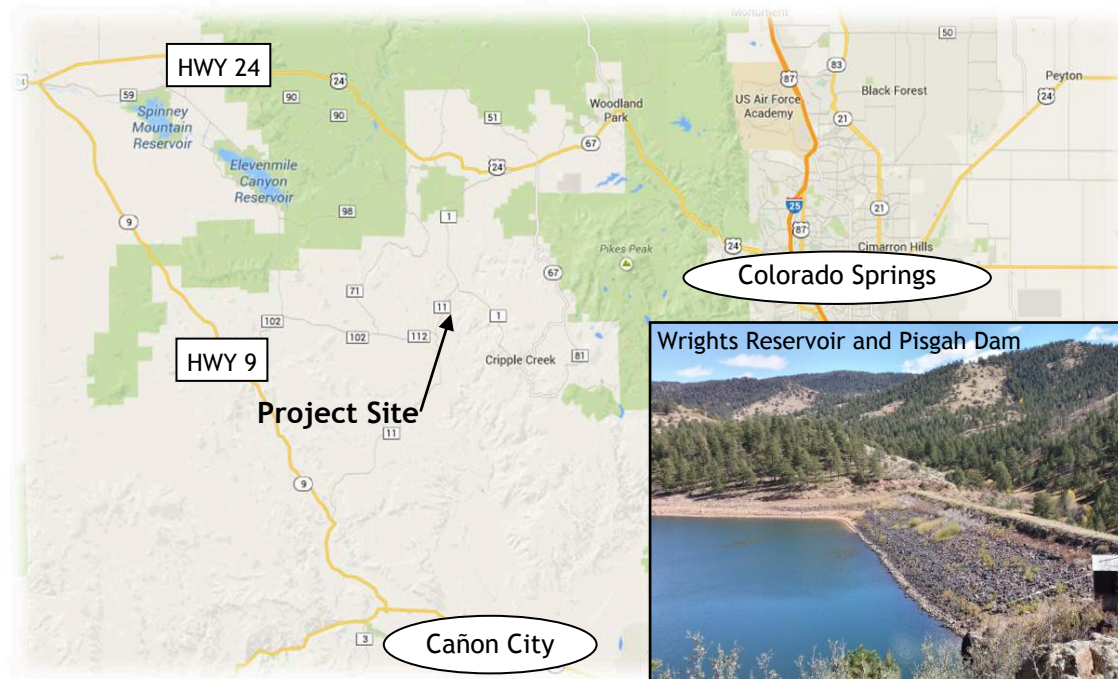 Monument
50
HWY 24
24
87
83
Peyton
24
59
24
90
US Air Force
Academy
Black Forest
Spinney
Mountain
Reservoir
90
51
Woodland
Park
21
67
Elevenmile
Canyon
Reservoir
24
25
98
1
21
9
87
Pikes Peak
24
Cimarron Hills
67
Colorado Springs
71
11
1
102
102
112
Wrights Reservoir and Pisgah Dam
HWY 9
Cripple Creek
81
Project Site
11
9
3
Cañon City